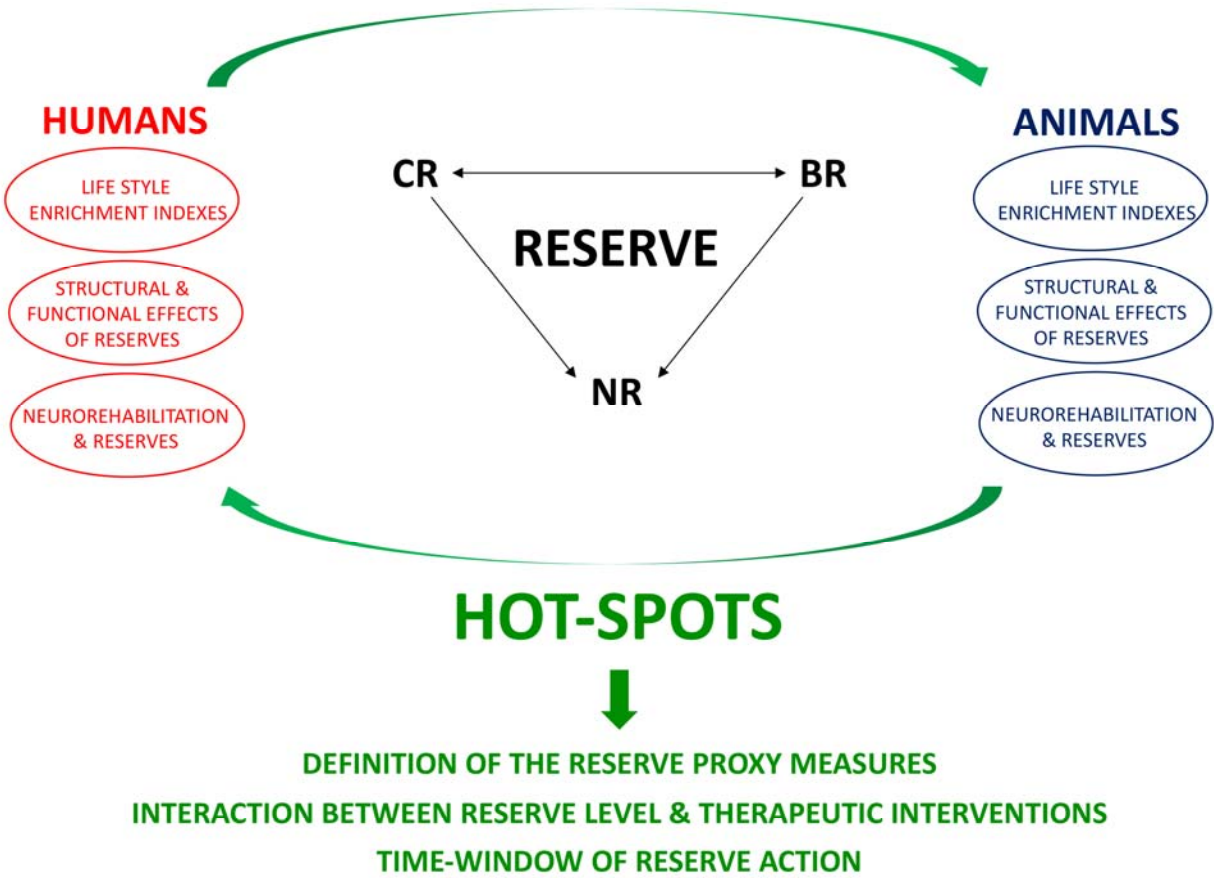 HUMANS
LIFE STYLE
ENRICHMENT INDEXES
STRUCTURAL &
FUNCTIONAL EFFECTS
OF RESERVES
NEUROREHABILITATION
& RESERVES
CR
BR
RESERVE
NR
ANIMALS
LIFE STYLE
ENRICHMENT INDEXES
STRUCTURAL &
FUNCTIONAL EFFECTS
OF RESERVES
NEUROREHABILITATION
& RESERVES
HOT-SPOTS
DEFINITION OF THE RESERVE PROXY MEASURES
INTERACTION BETWEEN RESERVE LEVEL & THERAPEUTIC INTERVENTIONS
TIME-WINDOW OF RESERVE ACTION